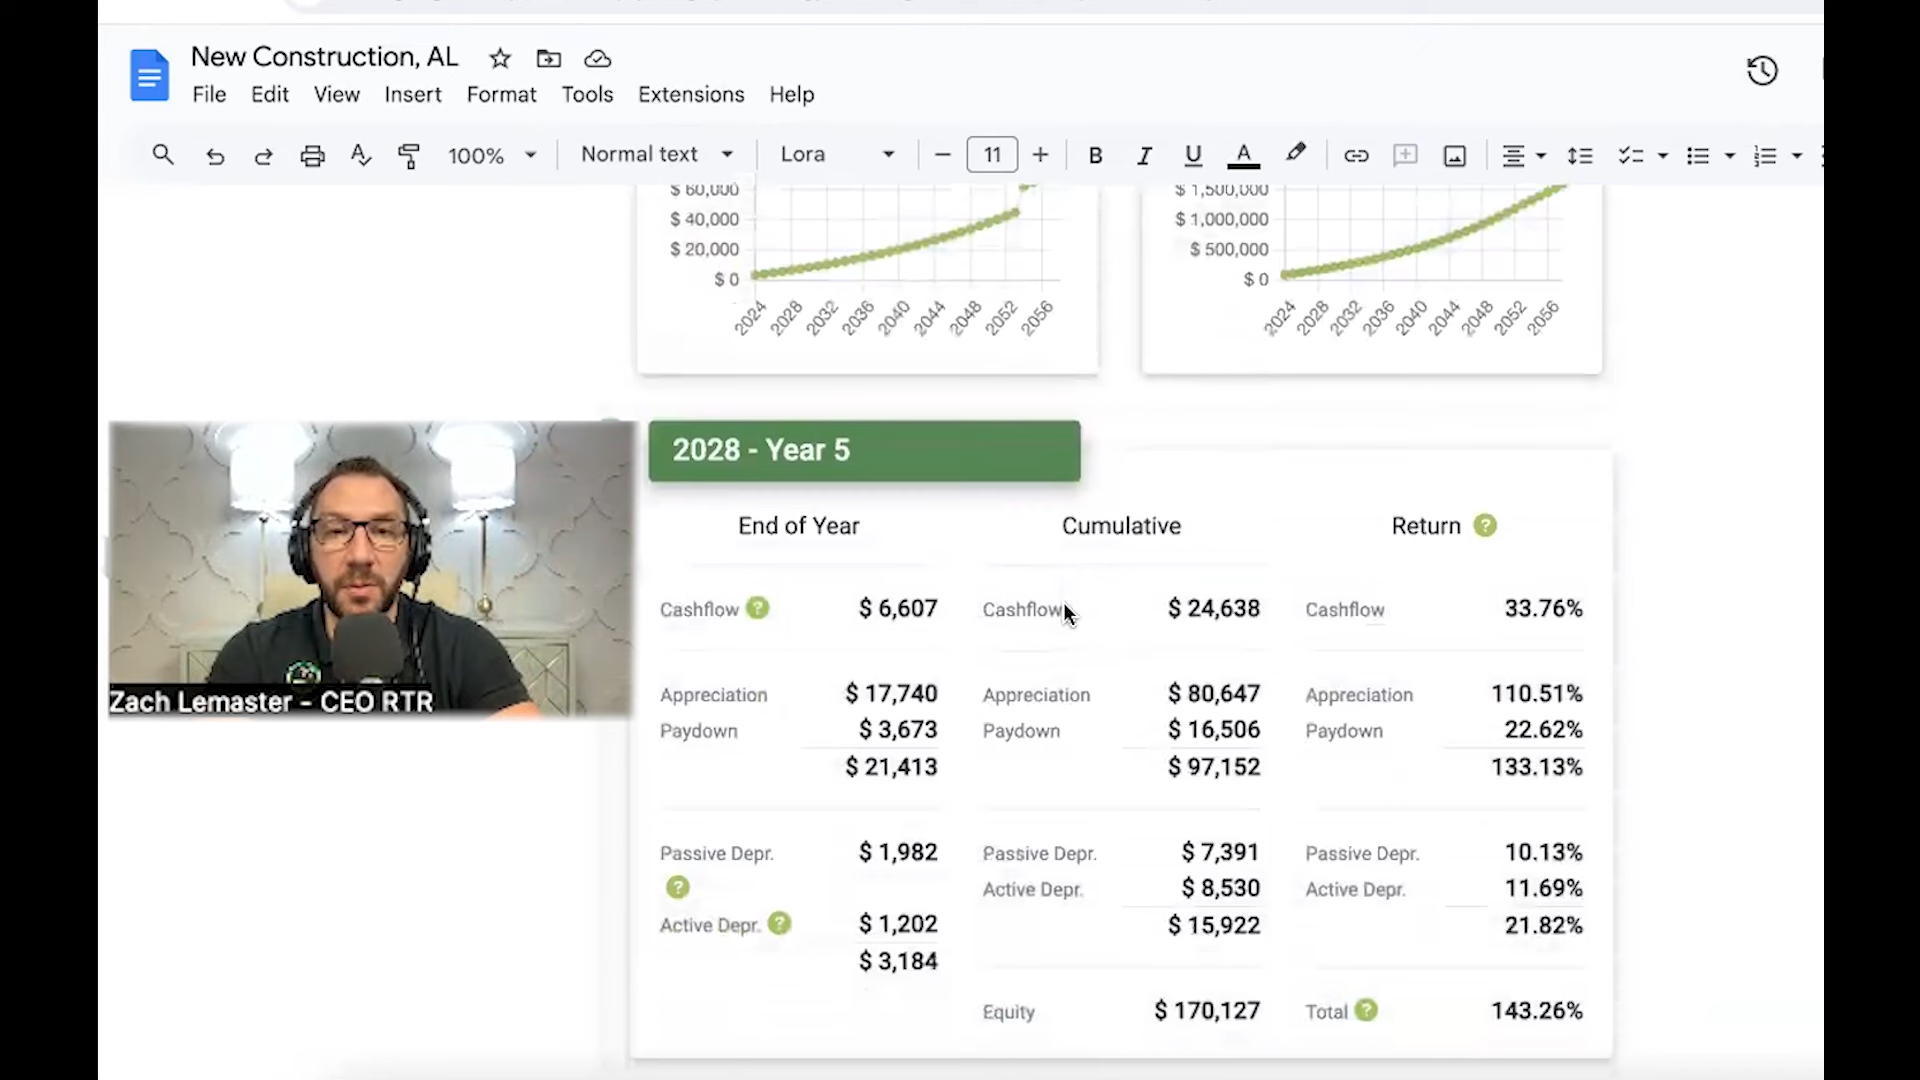 New Construction, AL
File Edit View Insert Format Tools Extensions Help
100% Normal text Lora 11 B I U A
$ 60,000
$ 40,000
$ 20,000
$ 0
2024 2028 2032 2036 2040 2044 2048 2052 2056
$ 1,500,000
$ 1,000,000
$ 500,000
$ 0
2024 2028 2032 2036 2040 2044 2048 2052 2056
2028 - Year 5
End of Year Cumulative Return ?
Cashflow ? $ 6,607 Cashflow $ 24,638 Cashflow 33.76%
Appreciation $ 17,740 Appreciation $ 80,647 Appreciation 110.51%
Paydown $ 3,673 Paydown $ 16,506 Paydown 22.62%
$ 21,413 $ 97,152 133.13%
Passive Depr. $ 1,982 Passive Depr. $ 7,391 Passive Depr. 10.13%
? Active Depr. $ 8,530 Active Depr. 11.69%
Active Depr. ? $ 1,202 $ 15,922 21.82%
$ 3,184
Equity $ 170,127 Total ? 143.26%
Zach Lemaster - CEO RTR